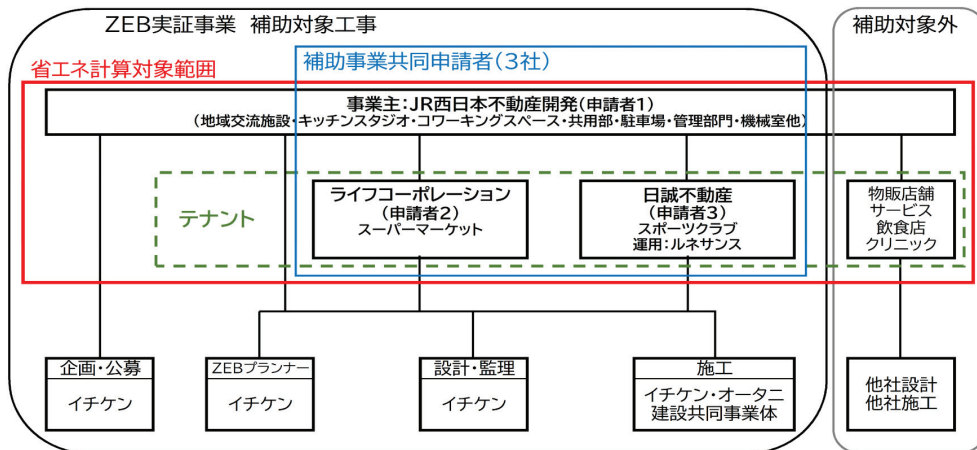 ZEB実証事業 補助対象工事
補助対象外
省エネ計算対象範囲
補助事業共同申請者(3社)
事業主:JR西日本不動産開発(申請者1)
(地域交流施設・キッチンスタジオ・コワーキングスペース・共用部・駐車場・管理部門・機械室他)
テナント
ライフコーポレーション
(申請者2)
スーパーマーケット
日誠不動産
(申請者3)
スポーツクラブ
運用:ルネサンス
物販店舗
サービス
飲食店
クリニック
企画・公募
イチケン
ZEBプランナー
イチケン
設計・監理
イチケン
施工
イチケン・オータニ
建設共同事業体
他社設計
他社施工